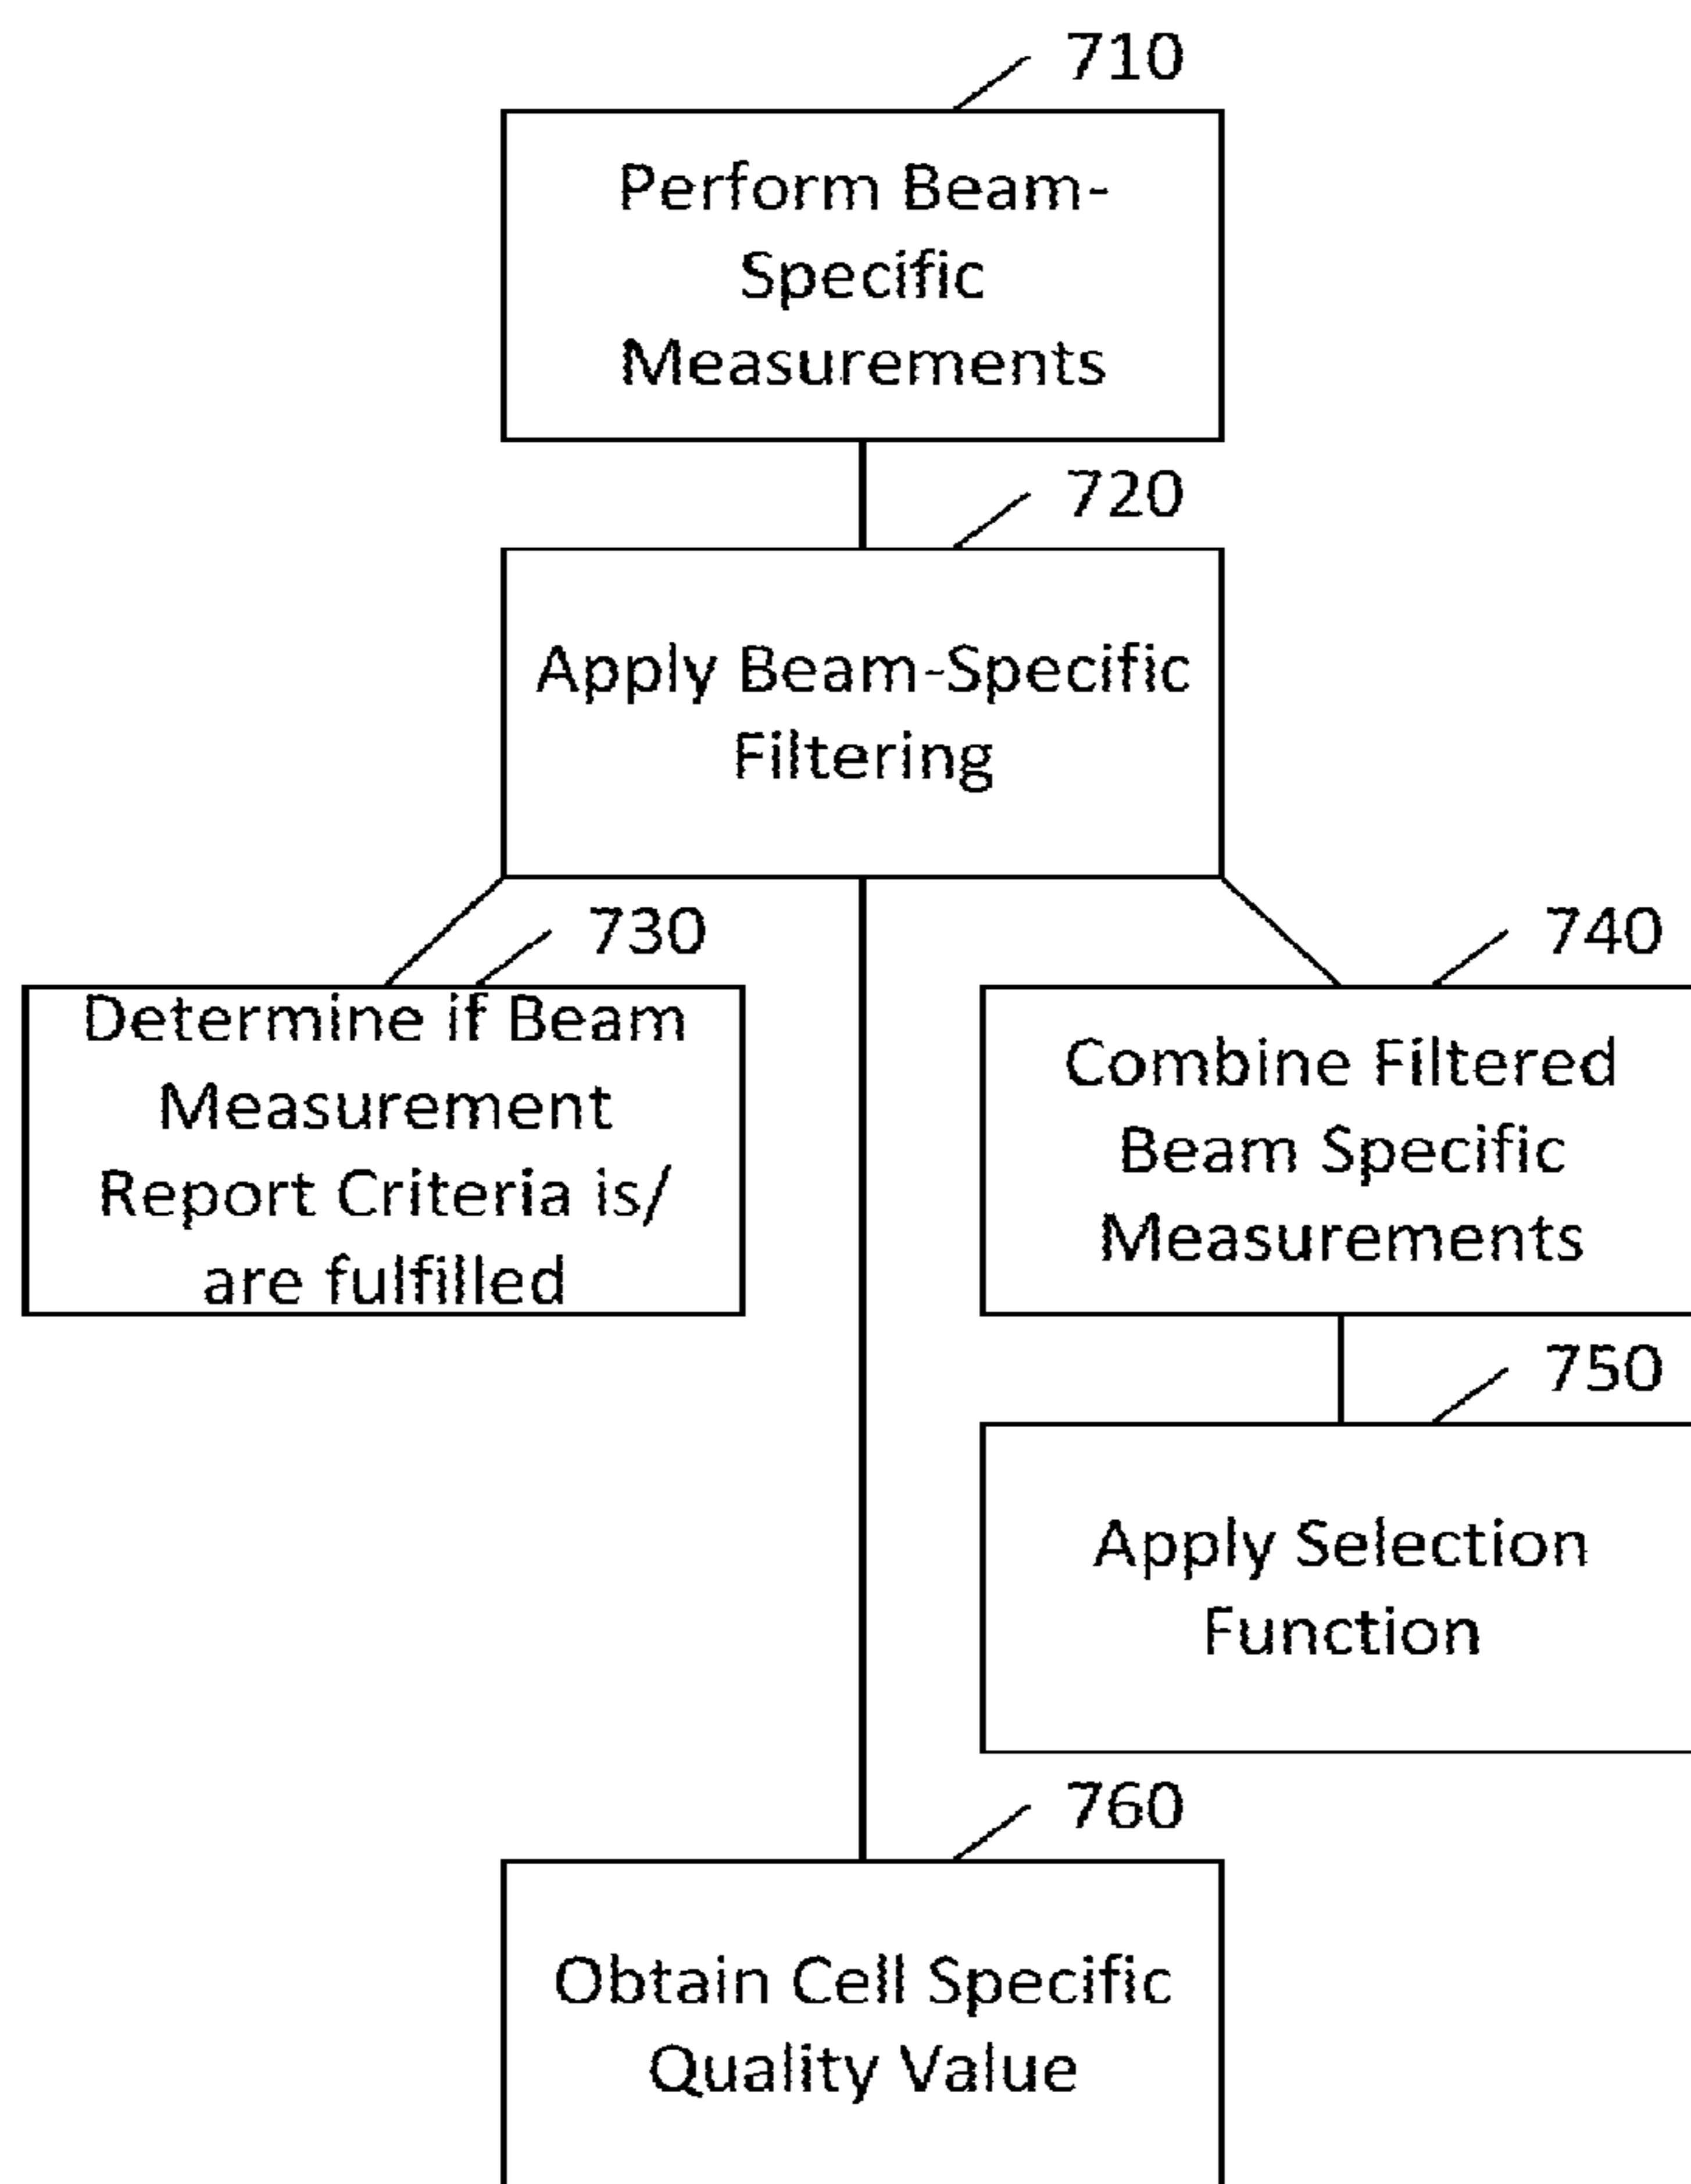 710
Perform Beam-
Specific
Measurements
720
Apply Beam-Specific
Filtering
730
Determine if Beam
Measurement
Report Criteria is/
are fulfilled
740
Combine Filtered
Beam Specific
Measurements
750
Apply Selection
Function
760
Obtain Cell Specific
Quality Value